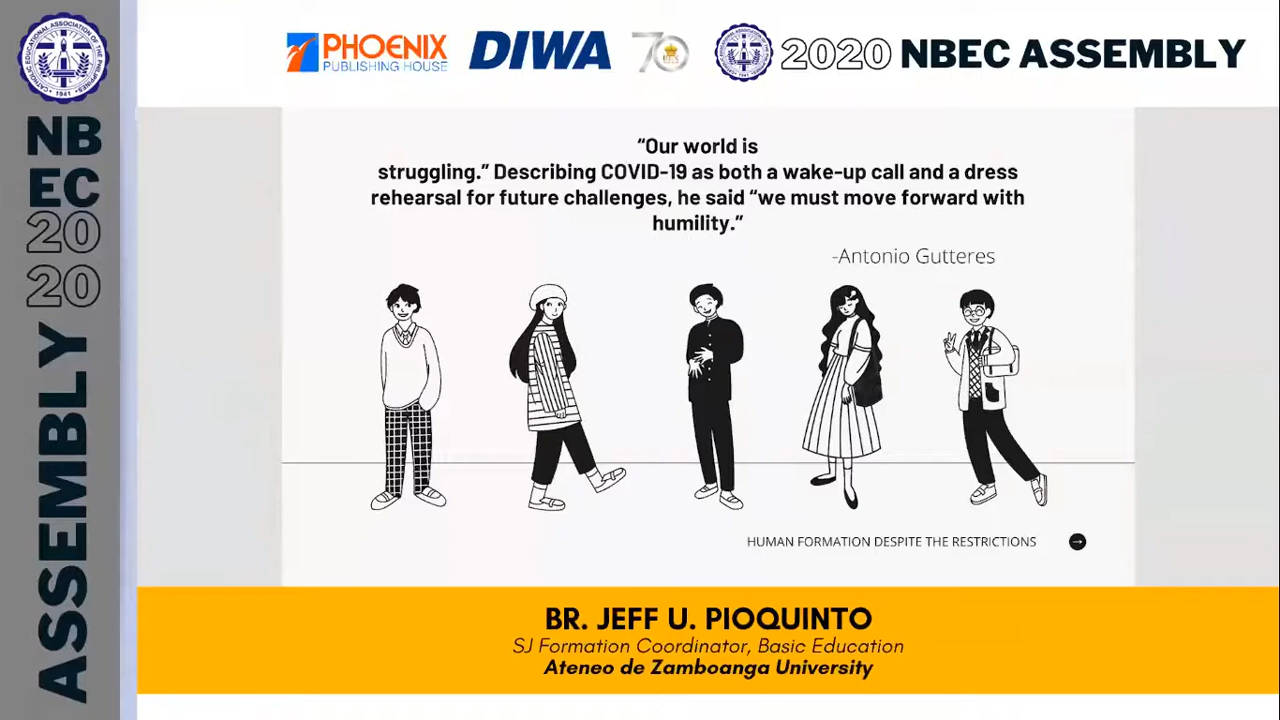 NB
EC
20
20
ASSEMBLY
PHOENIX
PUBLISHING HOUSE
DIWA
70
2020 NBEC ASSEMBLY
“Our world is
struggling.” Describing COVID-19 as both a wake-up call and a dress
rehearsal for future challenges, he said “we must move forward with
humility.”
-Antonio Gutteres
HUMAN FORMATION DESPITE THE RESTRICTIONS
BR. JEFF U. PIOQUINTO
SJ Formation Coordinator, Basic Education
Ateneo de Zamboanga University